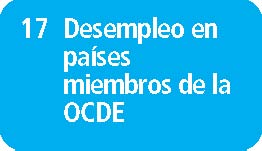 17 Desempleo en
países
miembros de la
OCDE